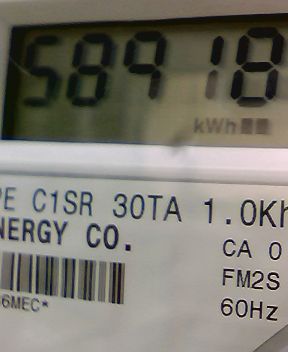 58918
kWh
PE C1SR 30TA 1.0Kh
NERGY CO.
CA 0
FM2S
6MEC*
60Hz